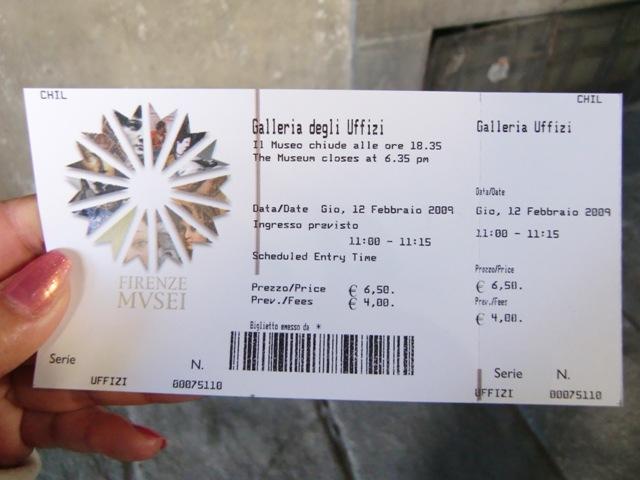 CHIL
CHIL
Galleria degli Uffizi
Il Museo chiude alle ore 18.35
The Museum closes at 6.35 pm
Data/Date Gio, 12 Febbraio 2009
Ingresso previsto
11:00 - 11:15
Scheduled Entry Time
Prezzo/Price € 6,50.
Prev./Fees € 4,00.
Biglietto emesso da *
FIRENZE
MVSEI
Serie N.
UFFIZI 00075110
Galleria Uffizi
Data/Date
Gio, 12 Febbraio 2009
11:00 - 11:15
Prezzo/Price
€ 6,50.
Prev./Fees
€ 4,00.
Serie N.
UFFIZI 00075110